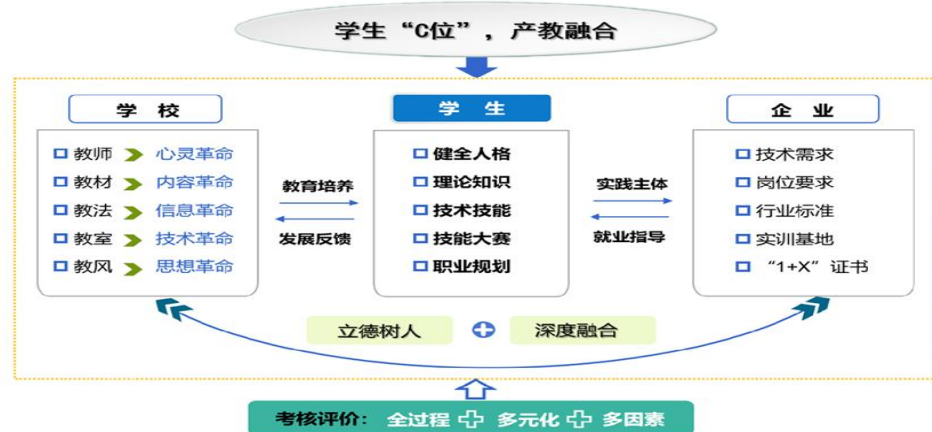 学生“C位”，产教融合
学 校
教师 心灵革命
教材 内容革命
教法 信息革命
教室 技术革命
教风 思想革命
教育培养
发展反馈
学 生
健全人格
理论知识
技术技能
技能大赛
职业规划
实践主体
就业指导
企 业
技术需求
岗位要求
行业标准
实训基地
“1+X”证书
立德树人
深度融合
考核评价： 全过程 多元化 多因素